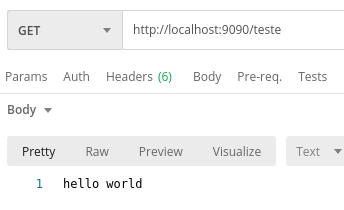 GET http://localhost:9090/teste
Params Auth Headers (6) Body Pre-req. Tests
Body
Pretty Raw Preview Visualize Text
1 hello world